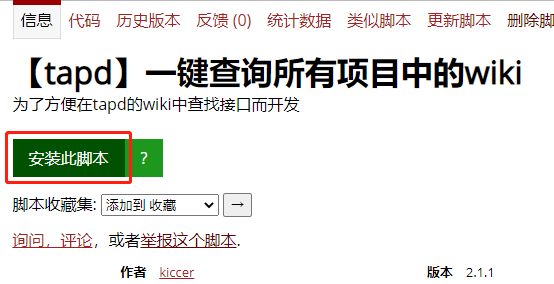 信息 代码 历史版本 反馈 (0) 统计数据 类似脚本 更新脚本 删除脚
【tapd】一键查询所有项目中的wiki
为了方便在tapd的wiki中查找接口而开发
安装此脚本 ?
脚本收藏集: 添加到 收藏 →
询问，评论，或者举报这个脚本.
作者 kiccer 版本 2.1.1